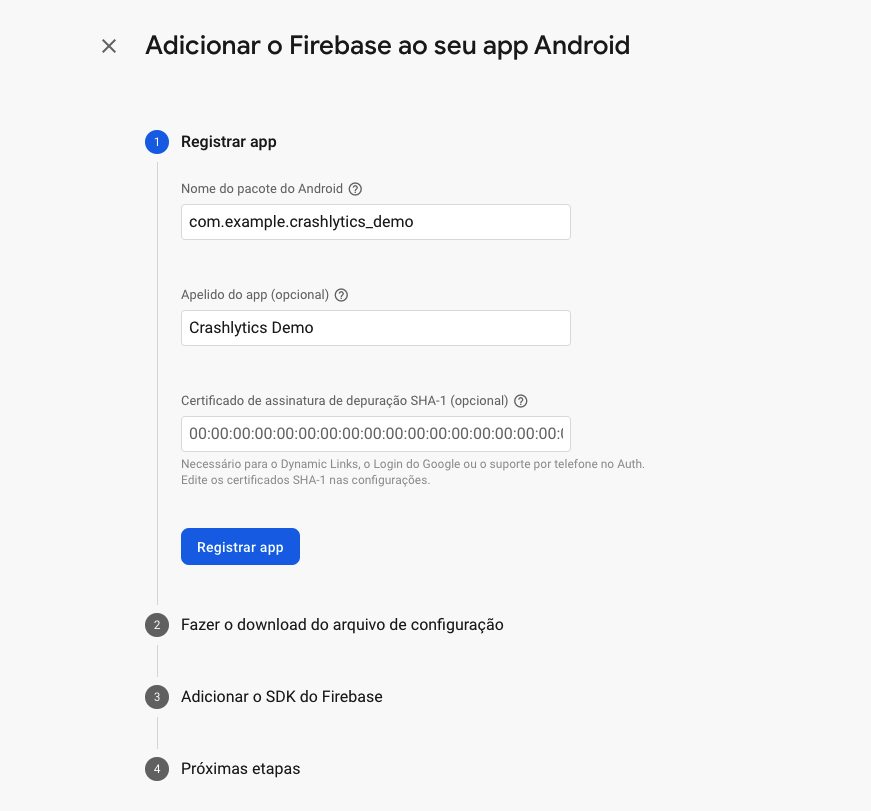 Adicionar o Firebase ao seu app Android
1 Registrar app
Nome do pacote do Android
com.example.crashlytics_demo
Apelido do app (opcional)
Crashlytics Demo
Certificado de assinatura de depuração SHA-1 (opcional)
00:00:00:00:00:00:00:00:00:00:00:00:00:00:00:00:00:
Necessário para o Dynamic Links, o Login do Google ou o suporte por telefone no Auth.
Edite os certificados SHA-1 nas configurações.
Registrar app
2 Fazer o download do arquivo de configuração
3 Adicionar o SDK do Firebase
4 Próximas etapas